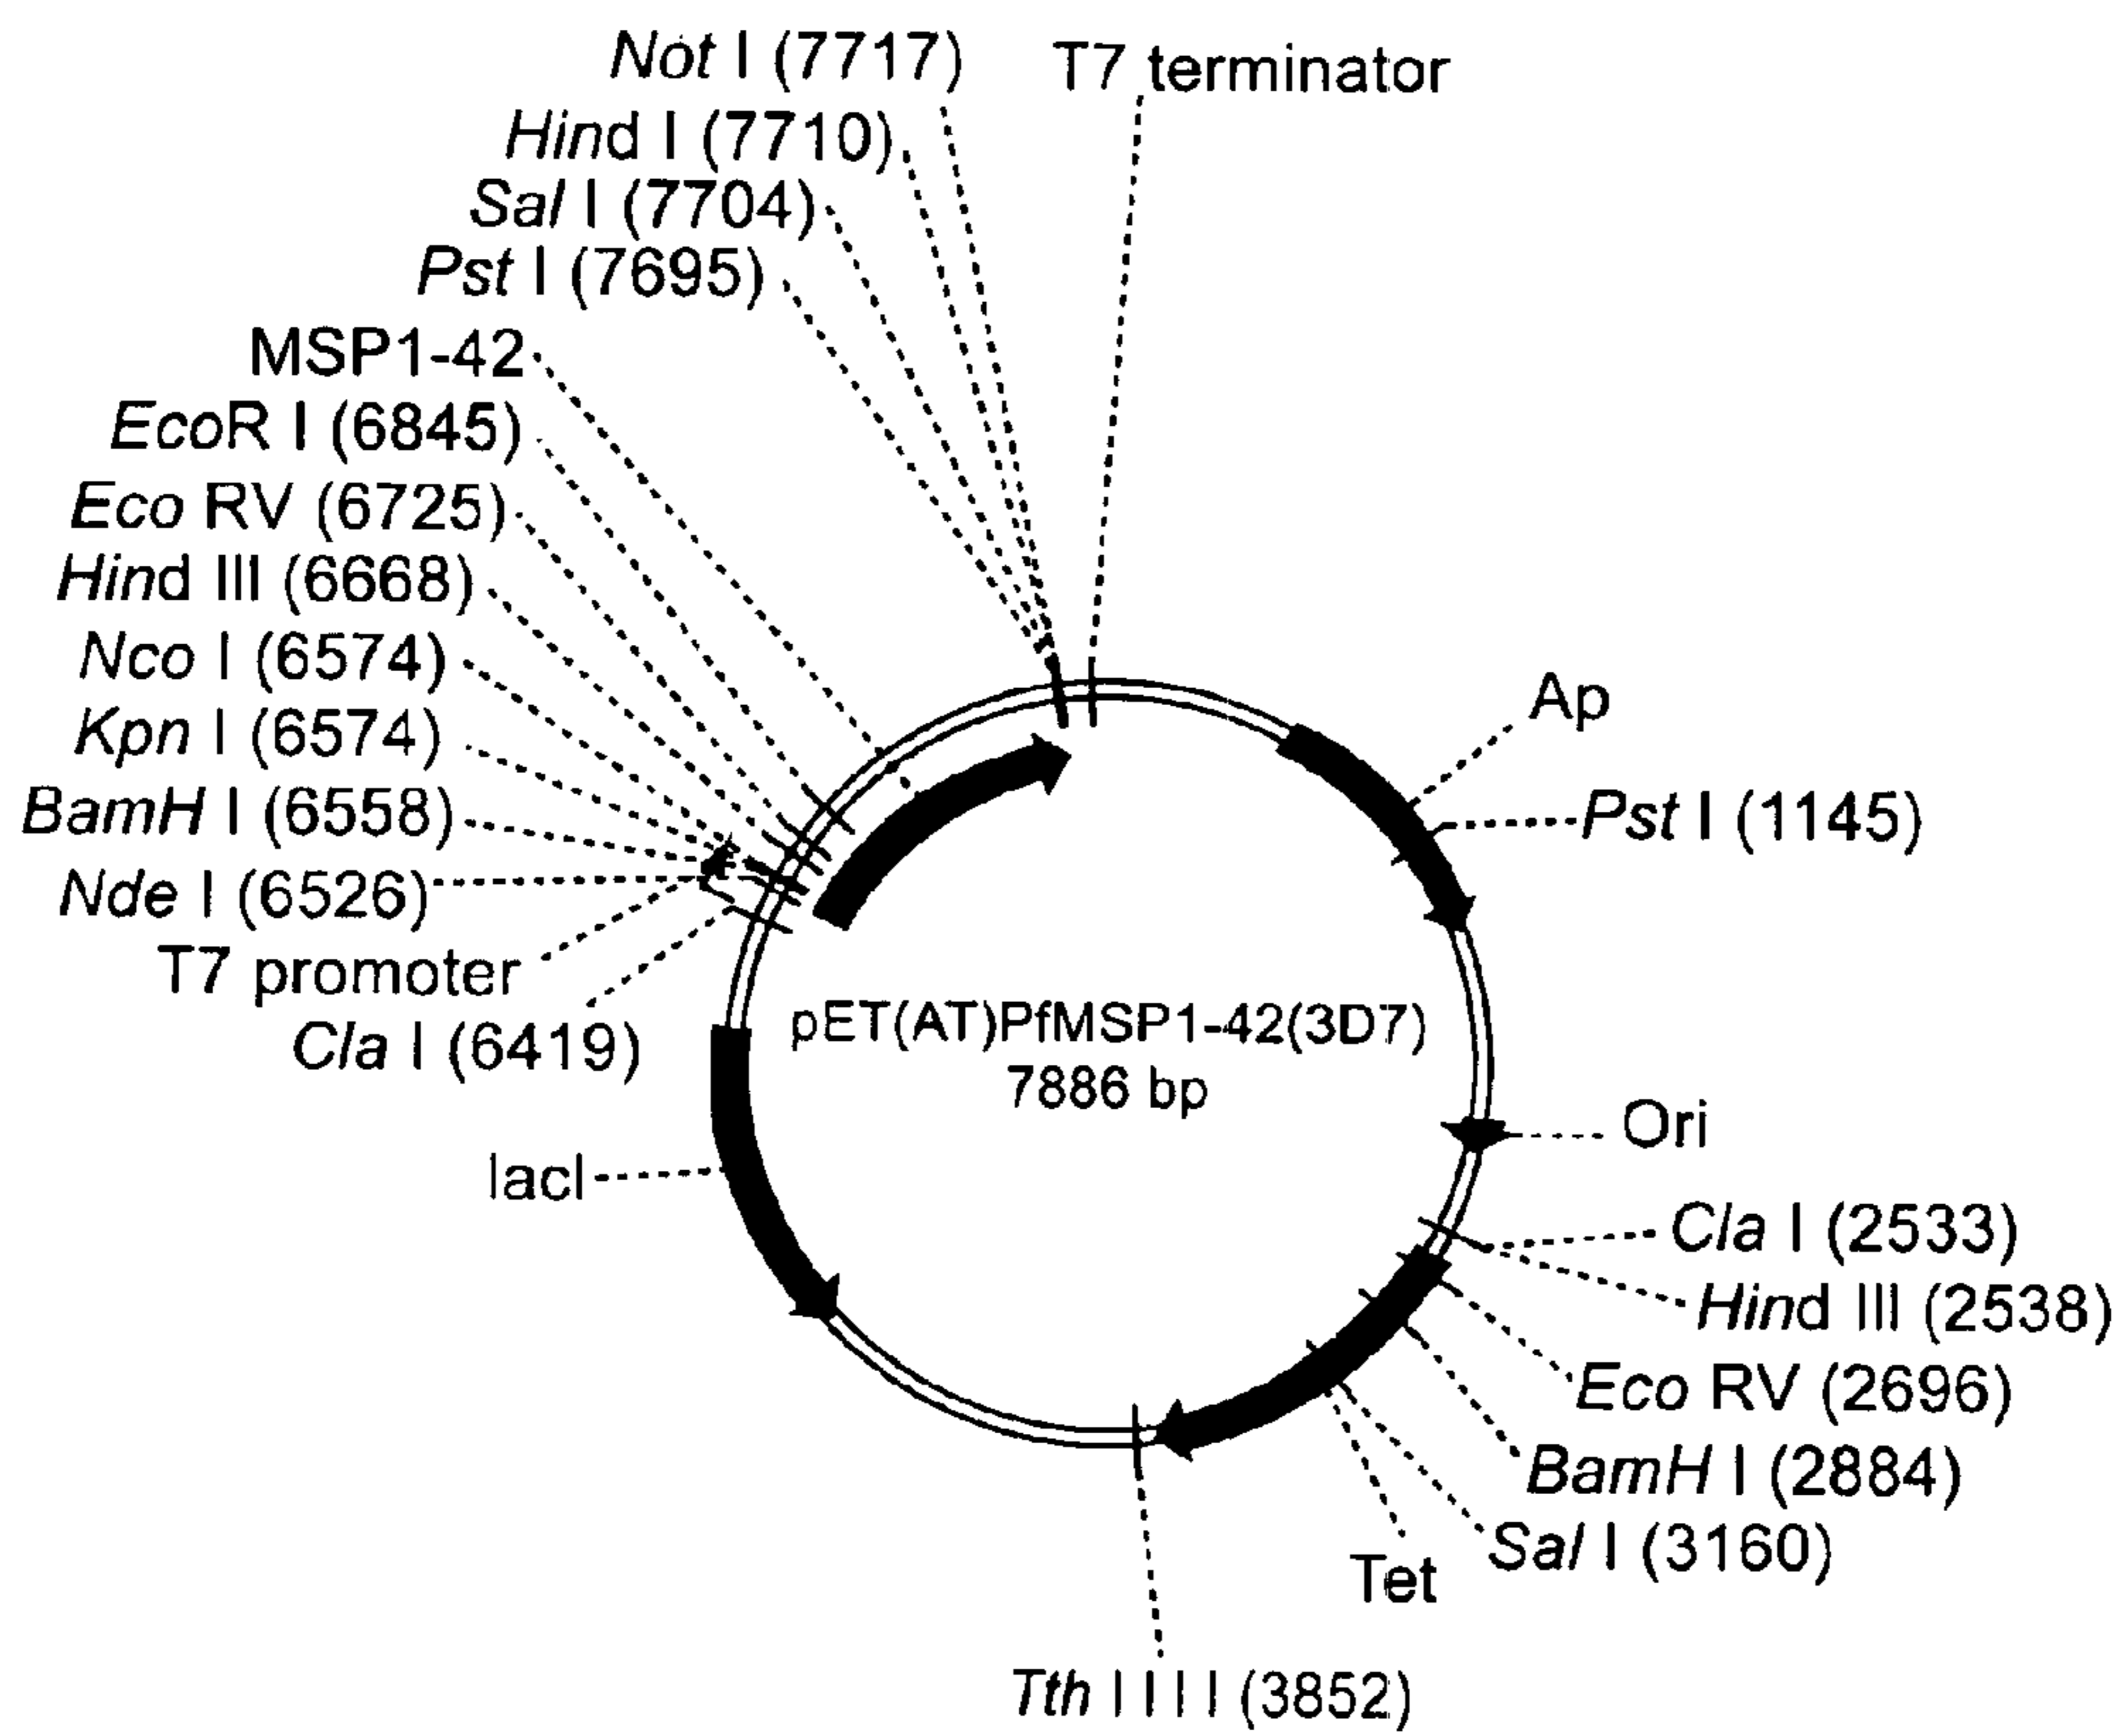 Not I (7717)
T7 terminator
Hind I (7710)
Sal I (7704)
Pst I (7695)
MSP1-42
EcoR I (6845)
Eco RV (6725)
Hind III (6668)
Nco I (6574)
Kpn I (6574)
BamH I (6558)
Nde I (6526)
T7 promoter
Cla I (6419)
lacI
Ap
Pst I (1145)
pET(AT)PfMSP1-42(3D7)
7886 bp
Ori
Cla I (2533)
Hind III (2538)
Eco RV (2696)
BamH I (2884)
Sal I (3160)
Tet
Tth I I I I (3852)